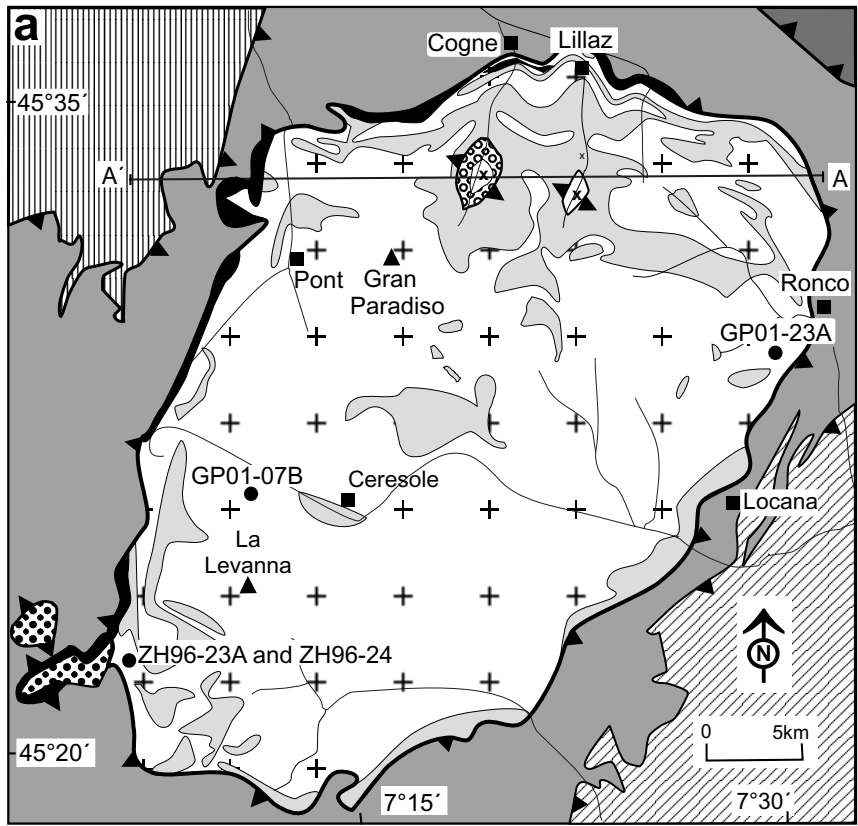 a
Cogne
Lillaz
45°35´
A´
A
x
x
x
Pont
Gran
Paradiso
Ronco
GP01-23A
GP01-07B
Ceresole
Locana
La
Levanna
ZH96-23A and ZH96-24
N
0 5km
45°20´
7°15´
7°30´